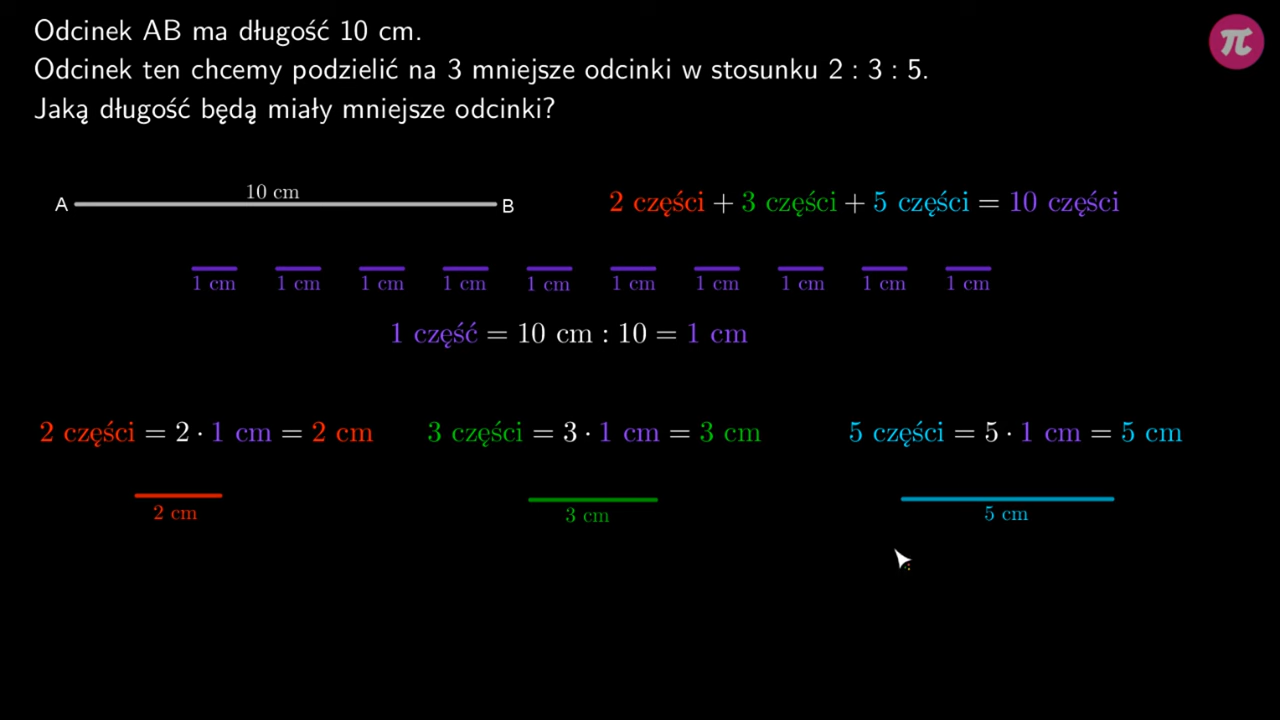 Odcinek AB ma długość 10 cm.
Odcinek ten chcemy podzielić na 3 mniejsze odcinki w stosunku 2 : 3 : 5.
Jaką długość będą miały mniejsze odcinki?
π
A 10 cm B
2 części + 3 części + 5 części = 10 części
1 cm 1 cm 1 cm 1 cm 1 cm 1 cm 1 cm 1 cm 1 cm 1 cm
1 część = 10 cm : 10 = 1 cm
2 części = 2 · 1 cm = 2 cm
3 części = 3 · 1 cm = 3 cm
5 części = 5 · 1 cm = 5 cm
2 cm
3 cm
5 cm